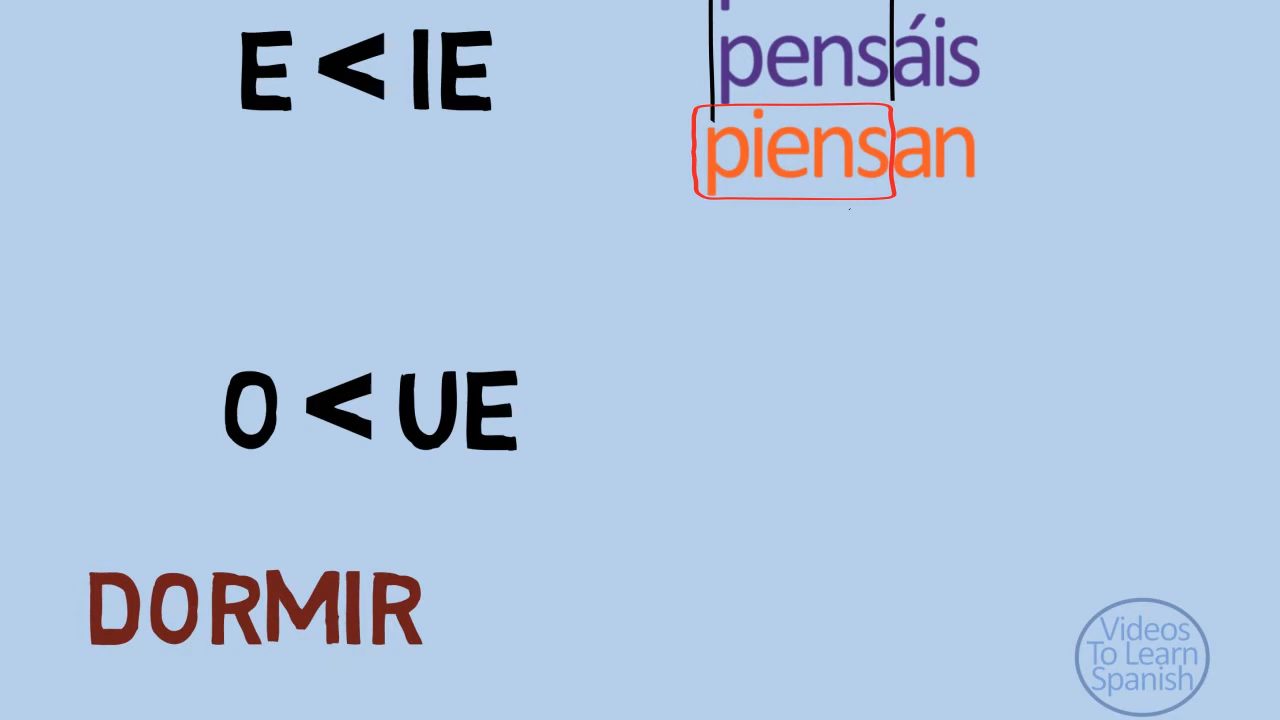 E < IE
pensáis
piensan
O < UE
DORMIR
Videos
To Learn
Spanish